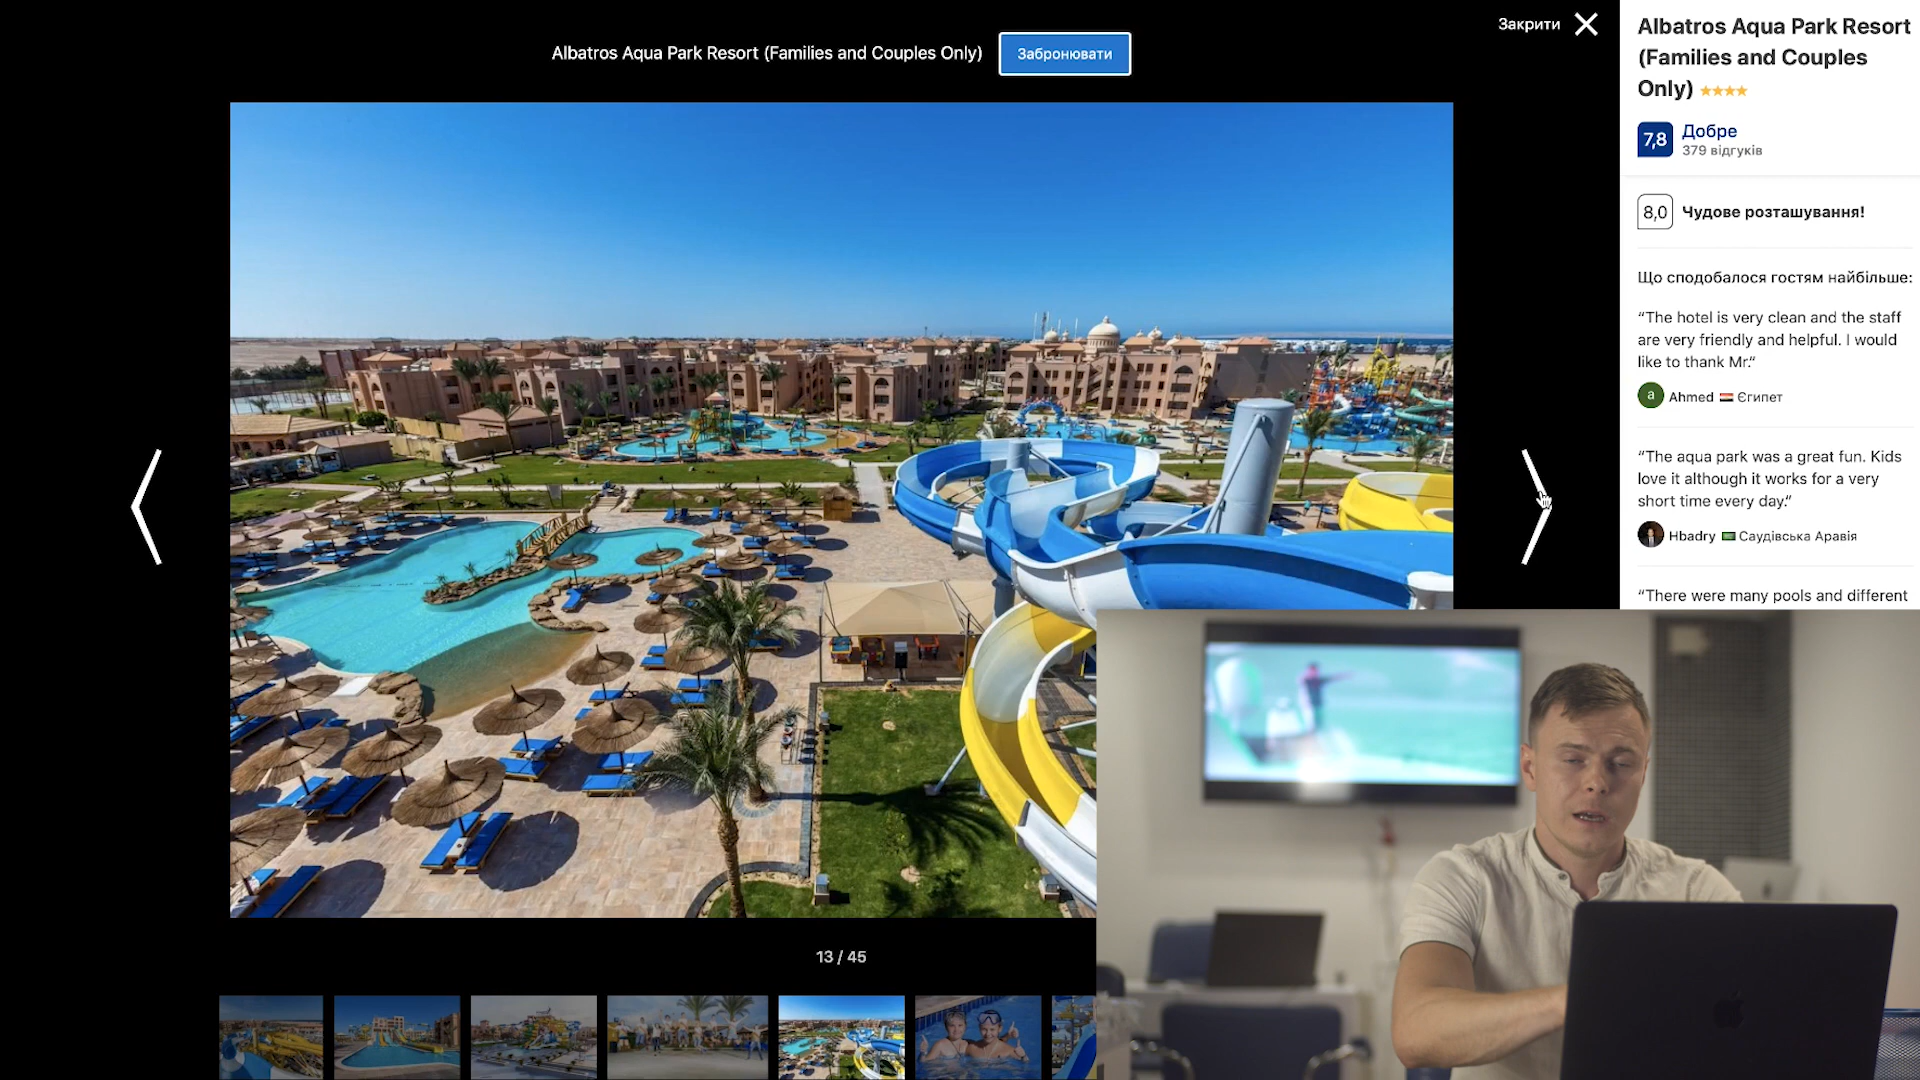 Закрити
Albatros Aqua Park Resort (Families and Couples Only)
Забронювати
13 / 45
Albatros Aqua Park Resort
(Families and Couples
Only)
7,8
Добре
379 відгуків
8,0
Чудове розташування!
Що сподобалося гостям найбільше:
“The hotel is very clean and the staff
are very friendly and helpful. I would
like to thank Mr.“
a
Ahmed
Єгипет
“The aqua park was a great fun. Kids
love it although it works for a very
short time every day.“
Hbadry
Саудівська Аравія
“There were many pools and different